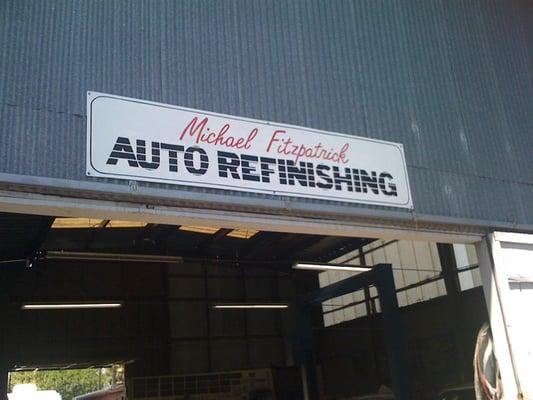 Michael Fitzpatrick
AUTO REFINISHING